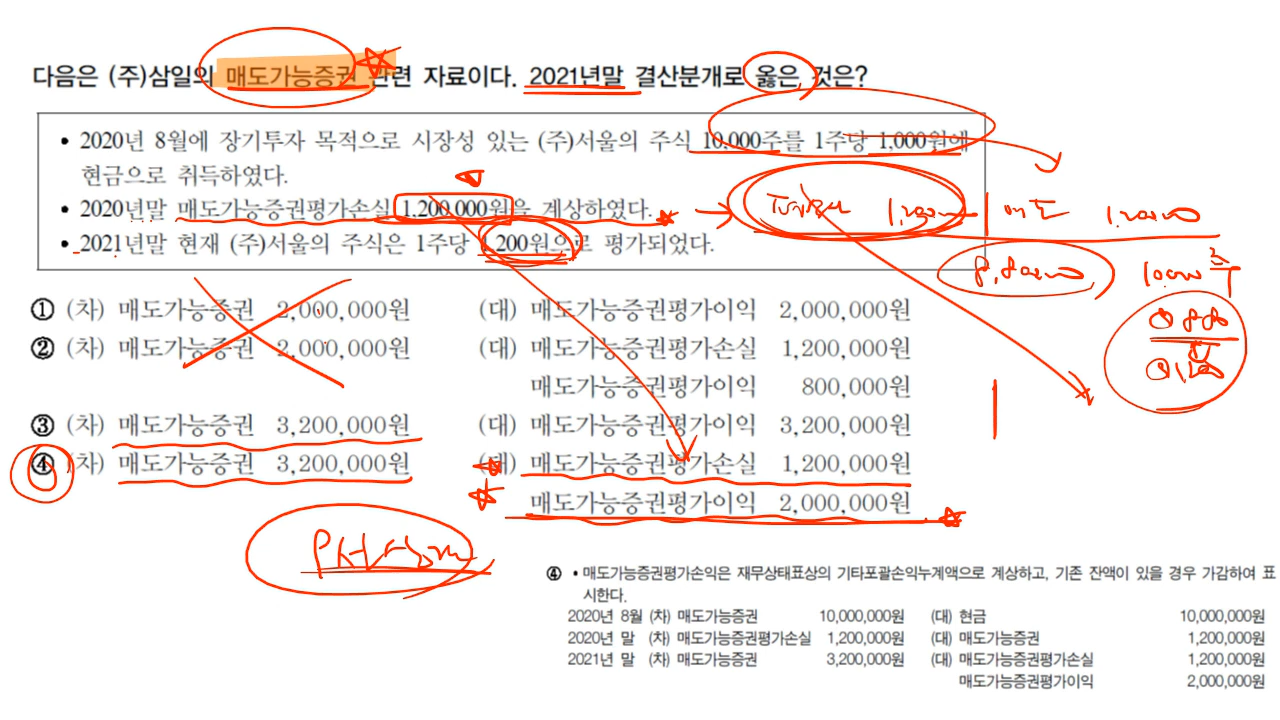 다음은 (주)삼일의 매도가능증권 관련 자료이다. 2021년말 결산분개로 옳은 것은?
• 2020년 8월에 장기투자 목적으로 시장성 있는 (주)서울의 주식 10,000주를 1주당 1,000원에
현금으로 취득하였다.
• 2020년말 매도가능증권평가손실 1,200,000원을 계상하였다.
• 2021년말 현재 (주)서울의 주식은 1주당 1,200원으로 평가되었다.
① (차) 매도가능증권 2,000,000원 (대) 매도가능증권평가이익 2,000,000원
② (차) 매도가능증권 2,000,000원 (대) 매도가능증권평가손실 1,200,000원
매도가능증권평가이익 800,000원
③ (차) 매도가능증권 3,200,000원 (대) 매도가능증권평가이익 3,200,000원
④ (차) 매도가능증권 3,200,000원 (대) 매도가능증권평가손실 1,200,000원
매도가능증권평가이익 2,000,000원
④ • 매도가능증권평가손익은 재무상태표상의 기타포괄손익누계액으로 계상하고, 기존 잔액이 있을 경우 가감하여 표
시한다.
2020년 8월 (차) 매도가능증권 10,000,000원 (대) 현금 10,000,000원
2020년 말 (차) 매도가능증권평가손실 1,200,000원 (대) 매도가능증권 1,200,000원
2021년 말 (차) 매도가능증권 3,200,000원 (대) 매도가능증권평가손실 1,200,000원
매도가능증권평가이익 2,000,000원